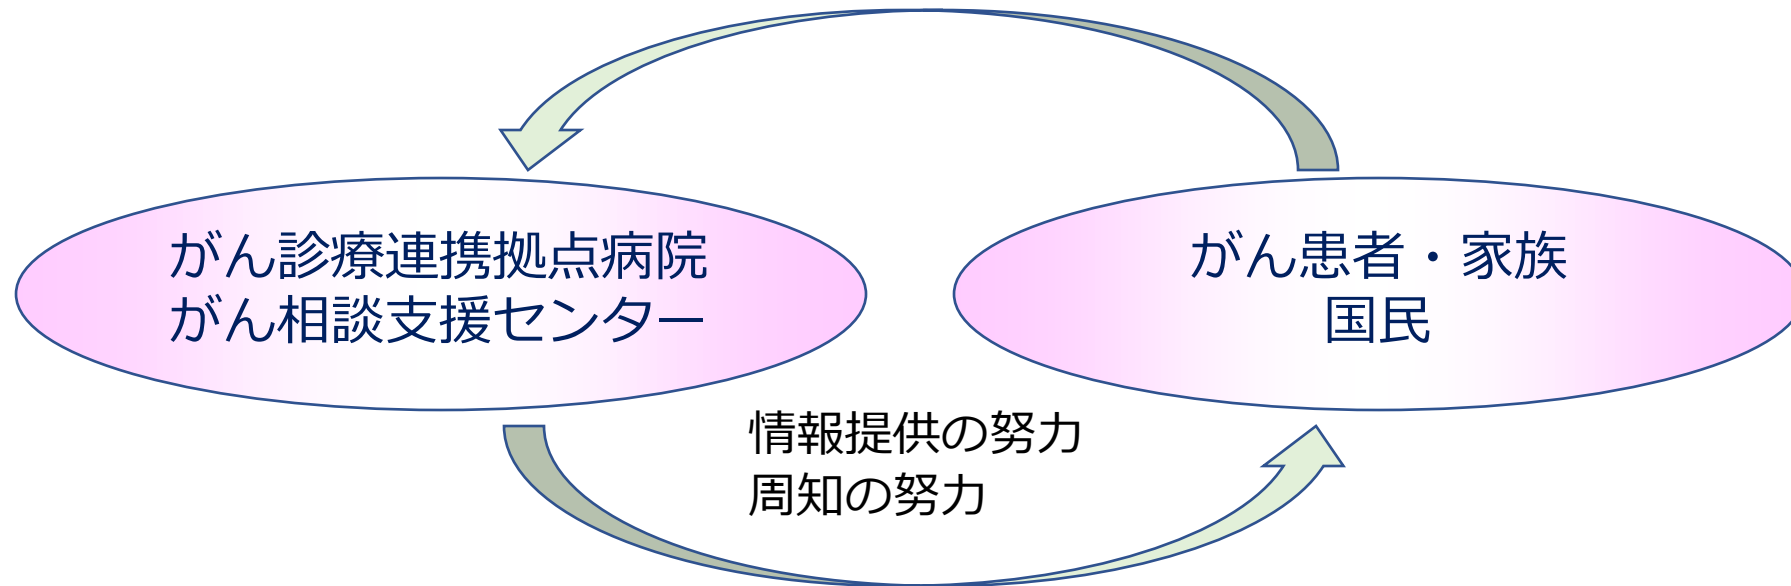 がん診療連携拠点病院
がん相談支援センター
がん患者・家族
国民
情報提供の努力
周知の努力